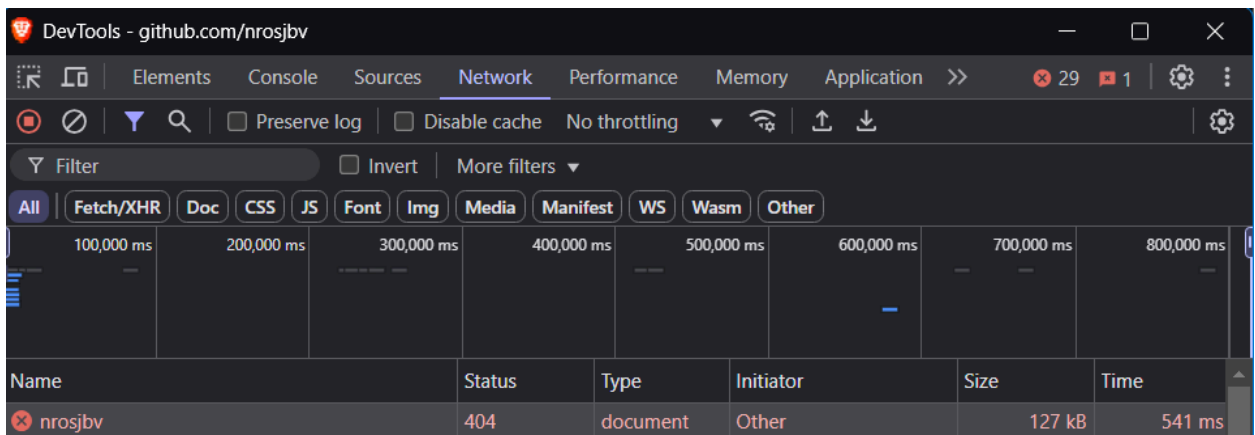 DevTools - github.com/nrosjbv
Elements Console Sources Network Performance Memory Application 29 1
Preserve log Disable cache No throttling
Filter Invert More filters
All Fetch/XHR Doc CSS JS Font Img Media Manifest WS Wasm Other
100,000 ms 200,000 ms 300,000 ms 400,000 ms 500,000 ms 600,000 ms 700,000 ms 800,000 ms
Name Status Type Initiator Size Time
nrosjbv 404 document Other 127 kB 541 ms